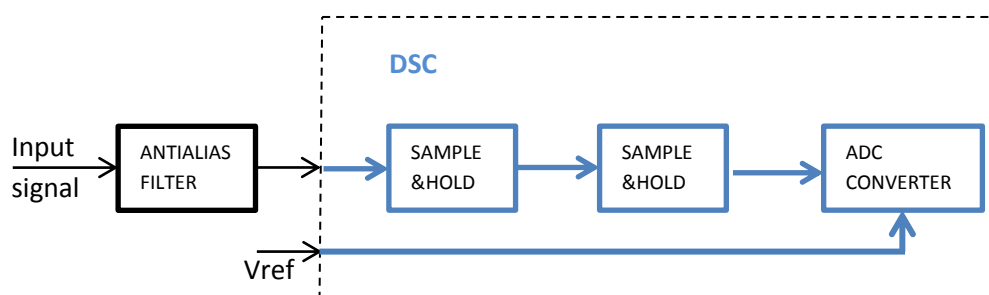 DSC
Input
signal
ANTIALIAS
FILTER
SAMPLE
&HOLD
SAMPLE
&HOLD
ADC
CONVERTER
Vref